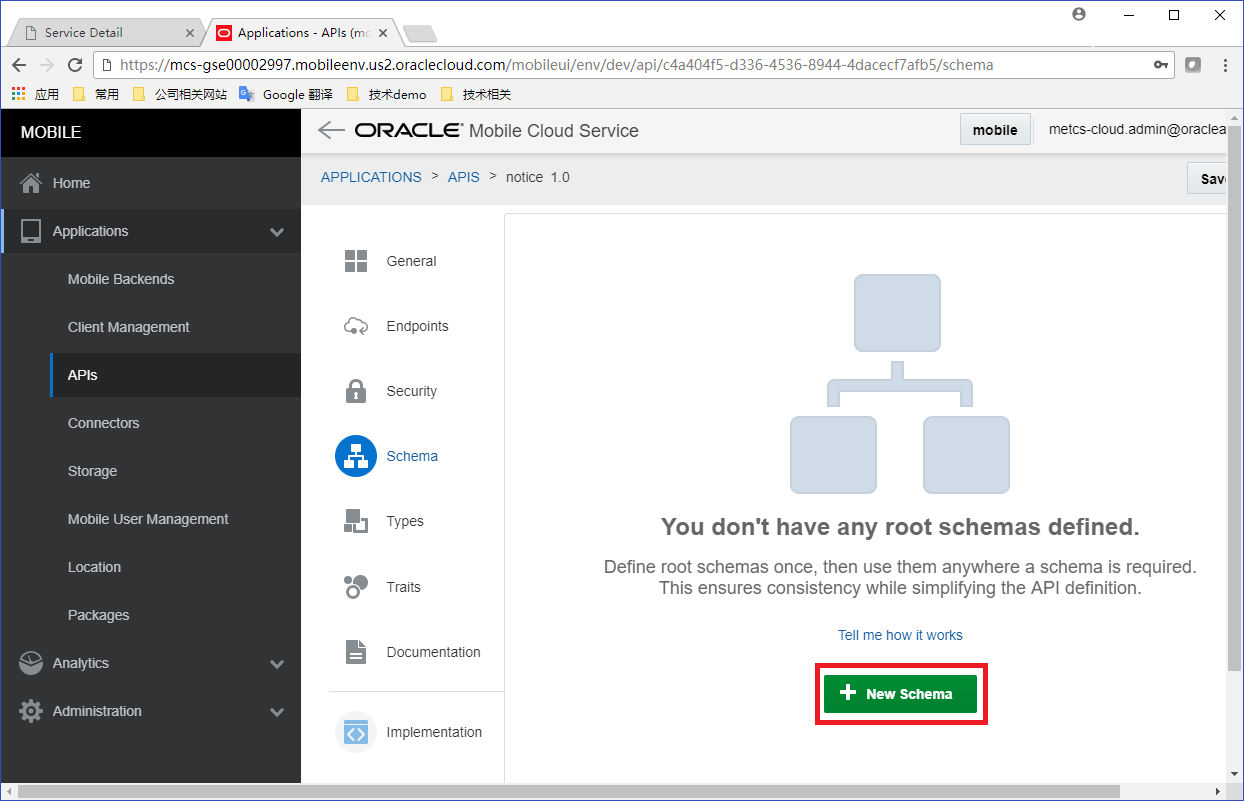 Service Detail
Applications - APIs (mc
https://mcs-gse00002997.mobileenv.us2.oraclecloud.com/mobileui/env/dev/api/c4a404f5-d336-4536-8944-4dacecf7afb5/schema
应用 常用 公司相关网站 Google 翻译 技术demo 技术相关
MOBILE
ORACLE Mobile Cloud Service
mobile
metcs-cloud.admin@oraclea
APPLICATIONS > APIS > notice 1.0
Save
Home
Applications
Mobile Backends
Client Management
APIs
Connectors
Storage
Mobile User Management
Location
Packages
Analytics
Administration
General
Endpoints
Security
Schema
Types
Traits
Documentation
Implementation
You don't have any root schemas defined.
Define root schemas once, then use them anywhere a schema is required.
This ensures consistency while simplifying the API definition.
Tell me how it works
New Schema